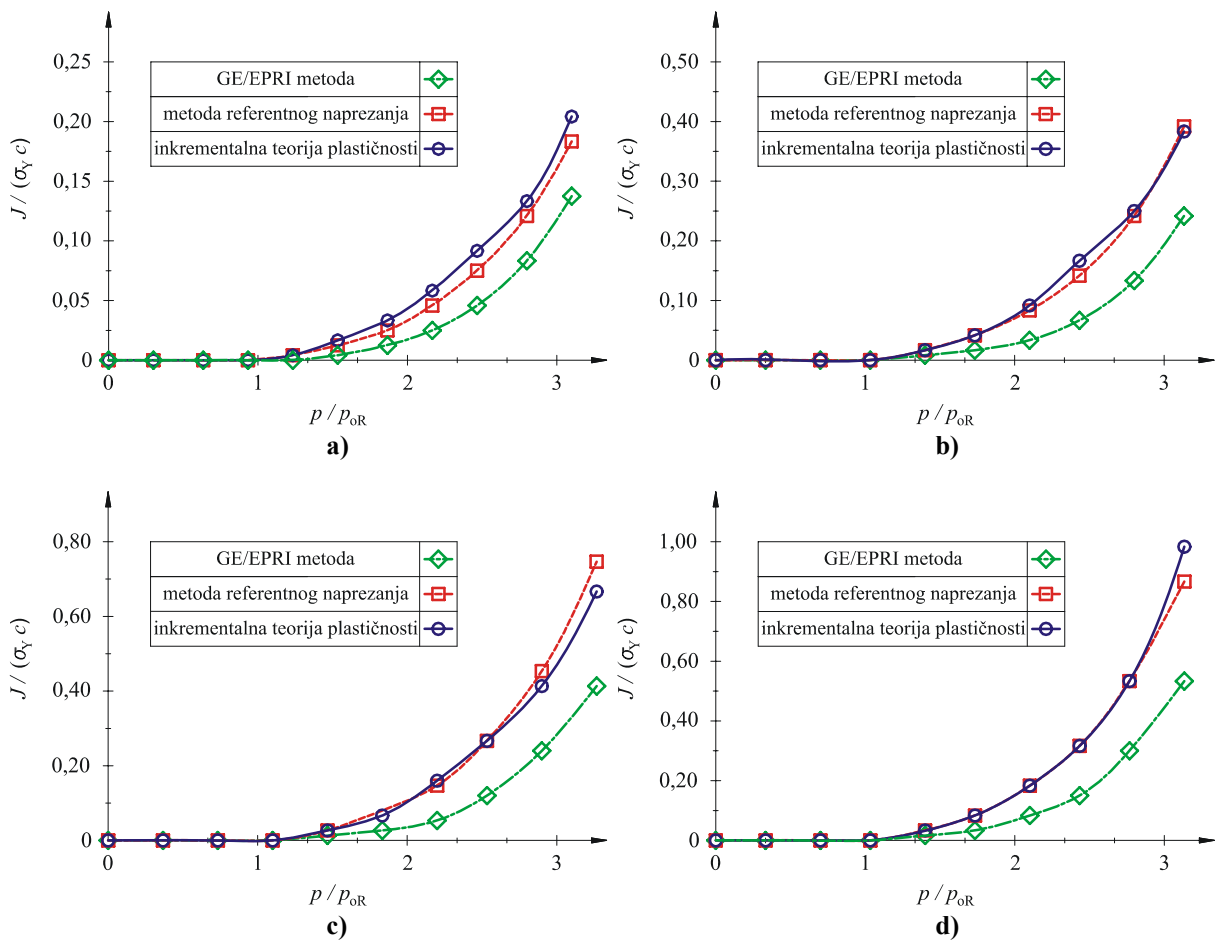 0,25
0,20
0,15
0,10
0,05
0
J / (σY c)
GE/EPRI metoda
metoda referentnog naprezanja
inkrementalna teorija plastičnosti
0 1 2 3
p / poR
a)
0,50
0,40
0,30
0,20
0,10
0
J / (σY c)
GE/EPRI metoda
metoda referentnog naprezanja
inkrementalna teorija plastičnosti
0 1 2 3
p / poR
b)
0,80
0,60
0,40
0,20
0
J / (σY c)
GE/EPRI metoda
metoda referentnog naprezanja
inkrementalna teorija plastičnosti
0 1 2 3
p / poR
c)
1,00
0,80
0,60
0,40
0,20
0
J / (σY c)
GE/EPRI metoda
metoda referentnog naprezanja
inkrementalna teorija plastičnosti
0 1 2 3
p / poR
d)